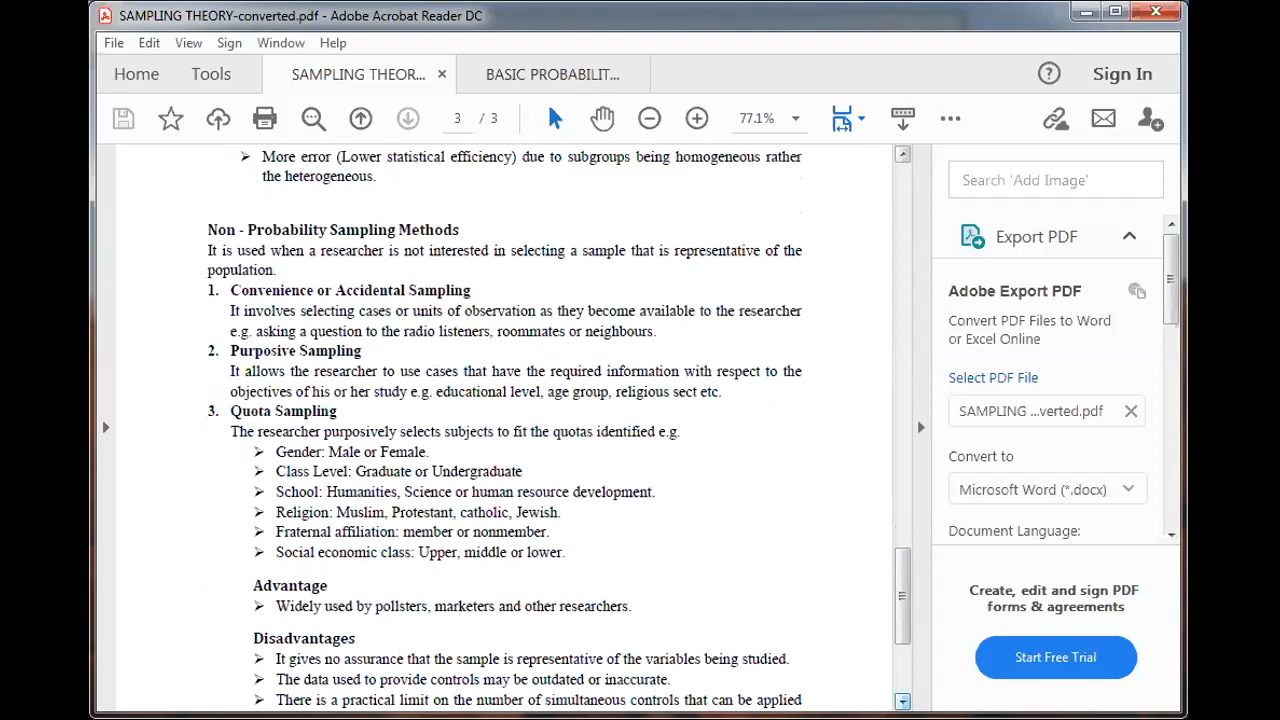 SAMPLING THEORY-converted.pdf - Adobe Acrobat Reader DC
File Edit View Sign Window Help
Home Tools SAMPLING THEOR... × BASIC PROBABILIT... ? Sign In
3 / 3 77.1%
More error (Lower statistical efficiency) due to subgroups being homogeneous rather
the heterogeneous.
Non - Probability Sampling Methods
It is used when a researcher is not interested in selecting a sample that is representative of the
population.
1. Convenience or Accidental Sampling
It involves selecting cases or units of observation as they become available to the researcher
e.g. asking a question to the radio listeners, roommates or neighbours.
2. Purposive Sampling
It allows the researcher to use cases that have the required information with respect to the
objectives of his or her study e.g. educational level, age group, religious sect etc.
3. Quota Sampling
The researcher purposively selects subjects to fit the quotas identified e.g.
Gender: Male or Female.
Class Level: Graduate or Undergraduate
School: Humanities, Science or human resource development.
Religion: Muslim, Protestant, catholic, Jewish.
Fraternal affiliation: member or nonmember.
Social economic class: Upper, middle or lower.
Advantage
Widely used by pollsters, marketers and other researchers.
Disadvantages
It gives no assurance that the sample is representative of the variables being studied.
The data used to provide controls may be outdated or inaccurate.
There is a practical limit on the number of simultaneous controls that can be applied
Search 'Add Image'
Export PDF
Adobe Export PDF
Convert PDF Files to Word
or Excel Online
Select PDF File
SAMPLING ...verted.pdf
Convert to
Microsoft Word (*.docx)
Document Language:
Create, edit and sign PDF
forms & agreements
Start Free Trial